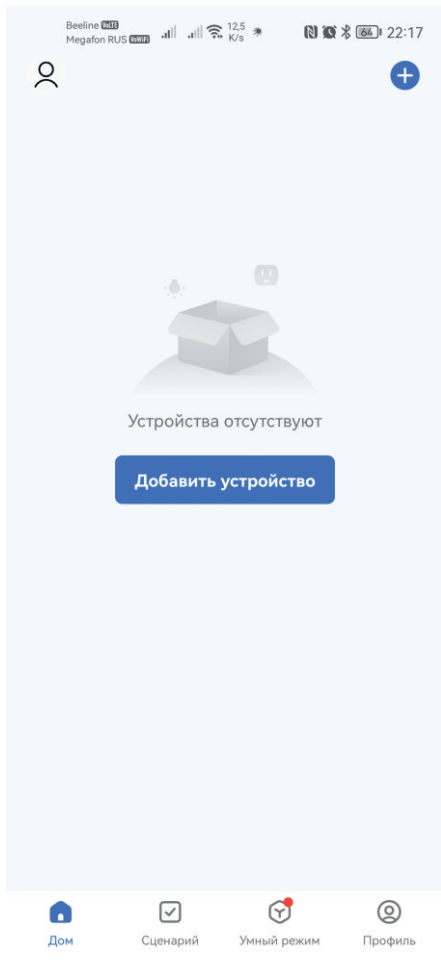 Beeline VoLTE
Megafon RUS VoWiFi
12,5
K/s
64
22:17
Устройства отсутствуют
Добавить устройство
Дом
Сценарий
Умный режим
Профиль